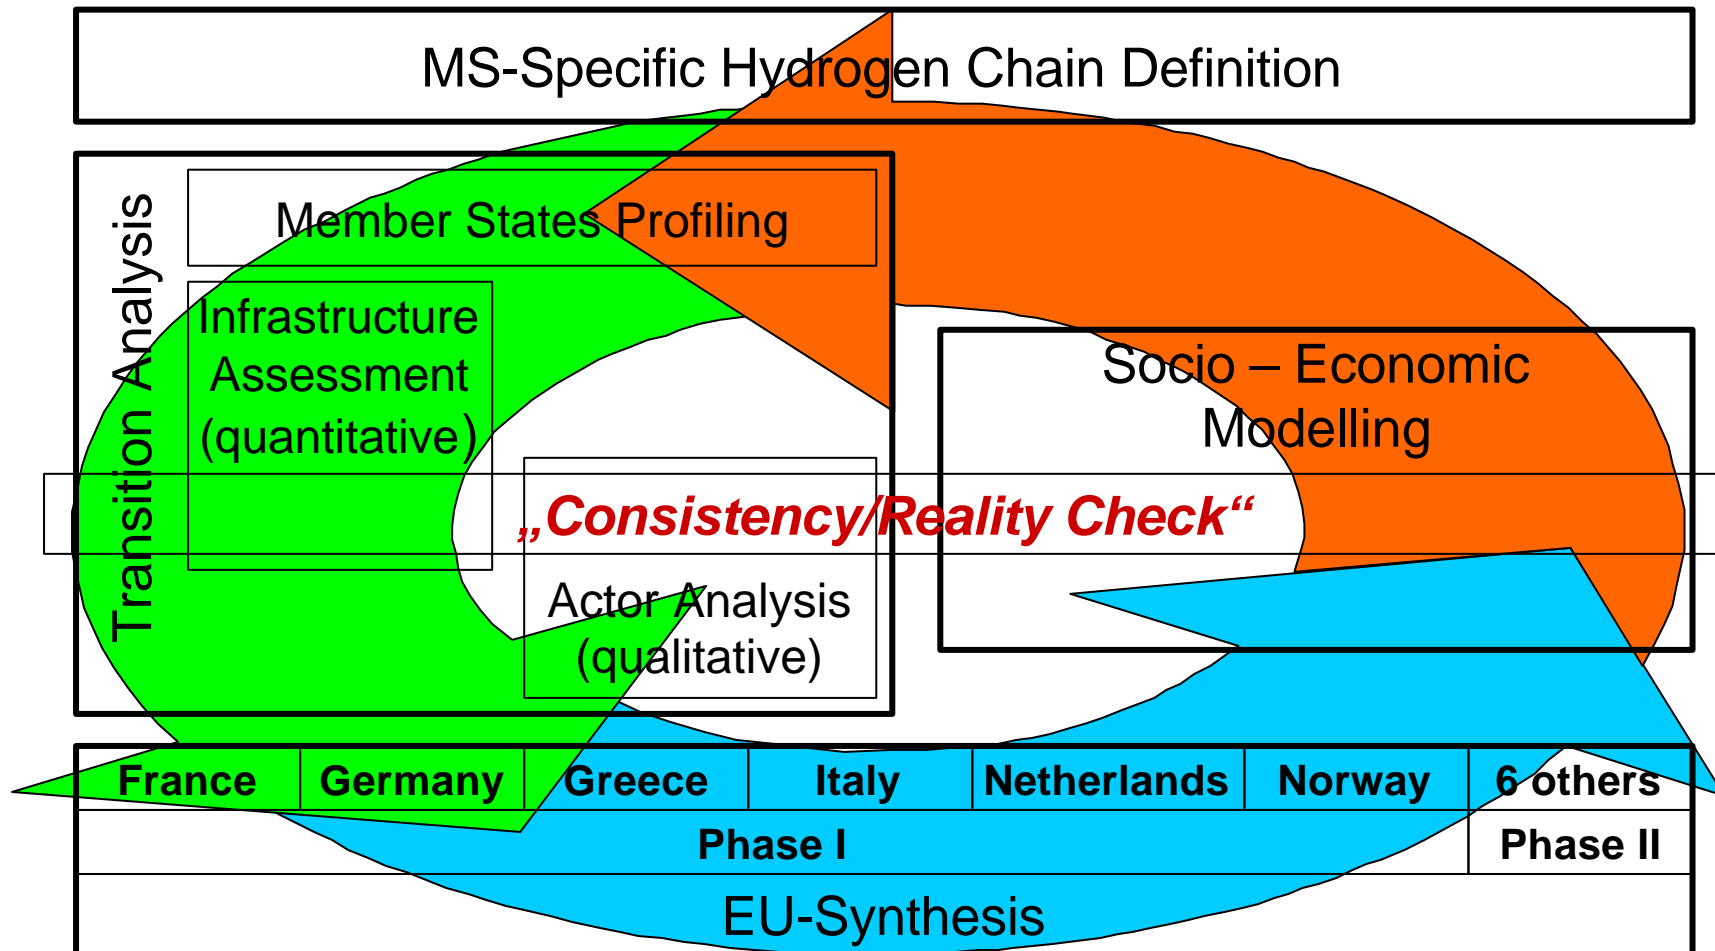 MS-Specific Hydrogen Chain Definition
Transition Analysis
Member States Profiling
Infrastructure
Assessment
(quantitative)
Socio – Economic
Modelling
„Consistency/Reality Check“
Actor Analysis
(qualitative)
France Germany Greece Italy Netherlands Norway 6 others
Phase I Phase II
EU-Synthesis